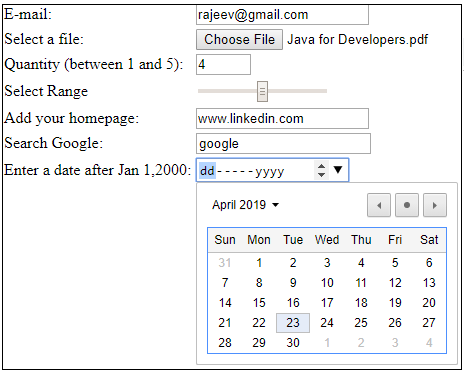 E-mail: rajeev@gmail.com
Select a file: Choose File Java for Developers.pdf
Quantity (between 1 and 5): 4
Select Range
Add your homepage: www.linkedin.com
Search Google: google
Enter a date after Jan 1,2000: dd-----yyyy
April 2019
Sun Mon Tue Wed Thu Fri Sat
31 1 2 3 4 5 6
7 8 9 10 11 12 13
14 15 16 17 18 19 20
21 22 23 24 25 26 27
28 29 30 1 2 3 4